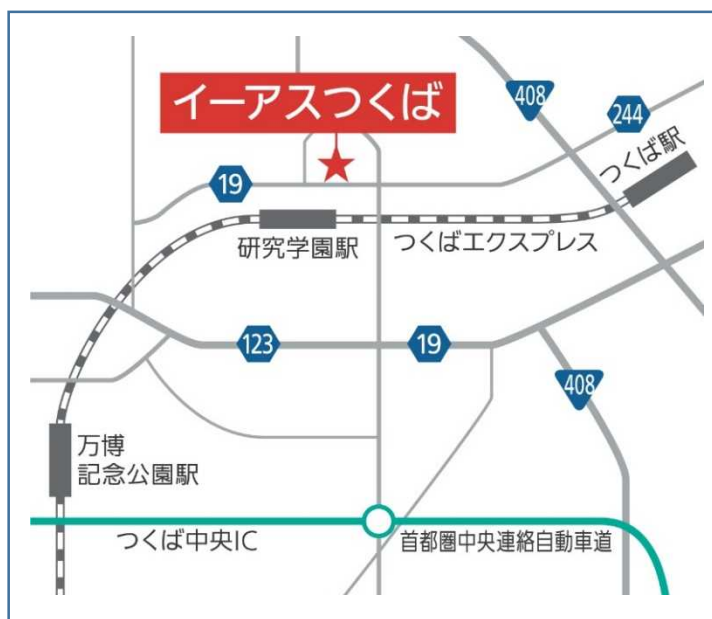 イーアスつくば
408
244
つくば駅
19
研究学園駅
つくばエクスプレス
123
19
408
万博
記念公園駅
つくば中央IC
首都圏中央連絡自動車道